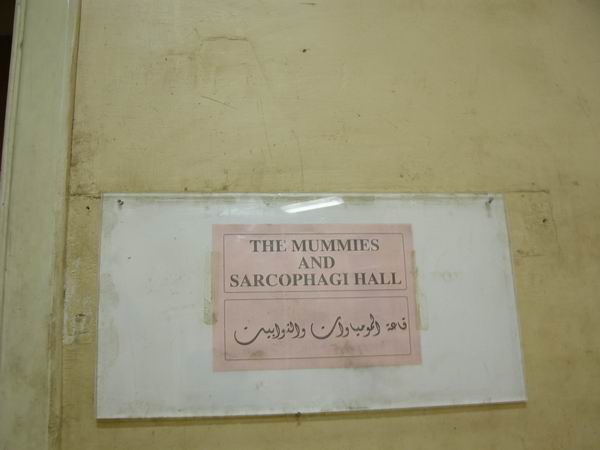 THE MUMMIES
AND
SARCOPHAGI HALL
قاعة المومياوات والتوابيت